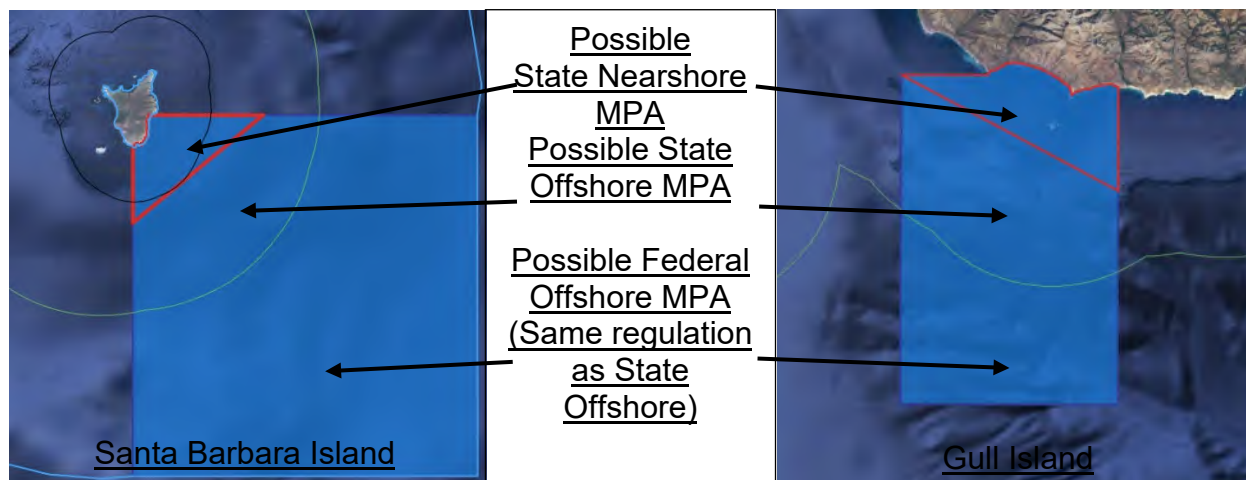 Possible
State Nearshore
MPA
Possible State
Offshore MPA
Possible Federal
Offshore MPA
(Same regulation
as State
Offshore)
Santa Barbara Island
Gull Island